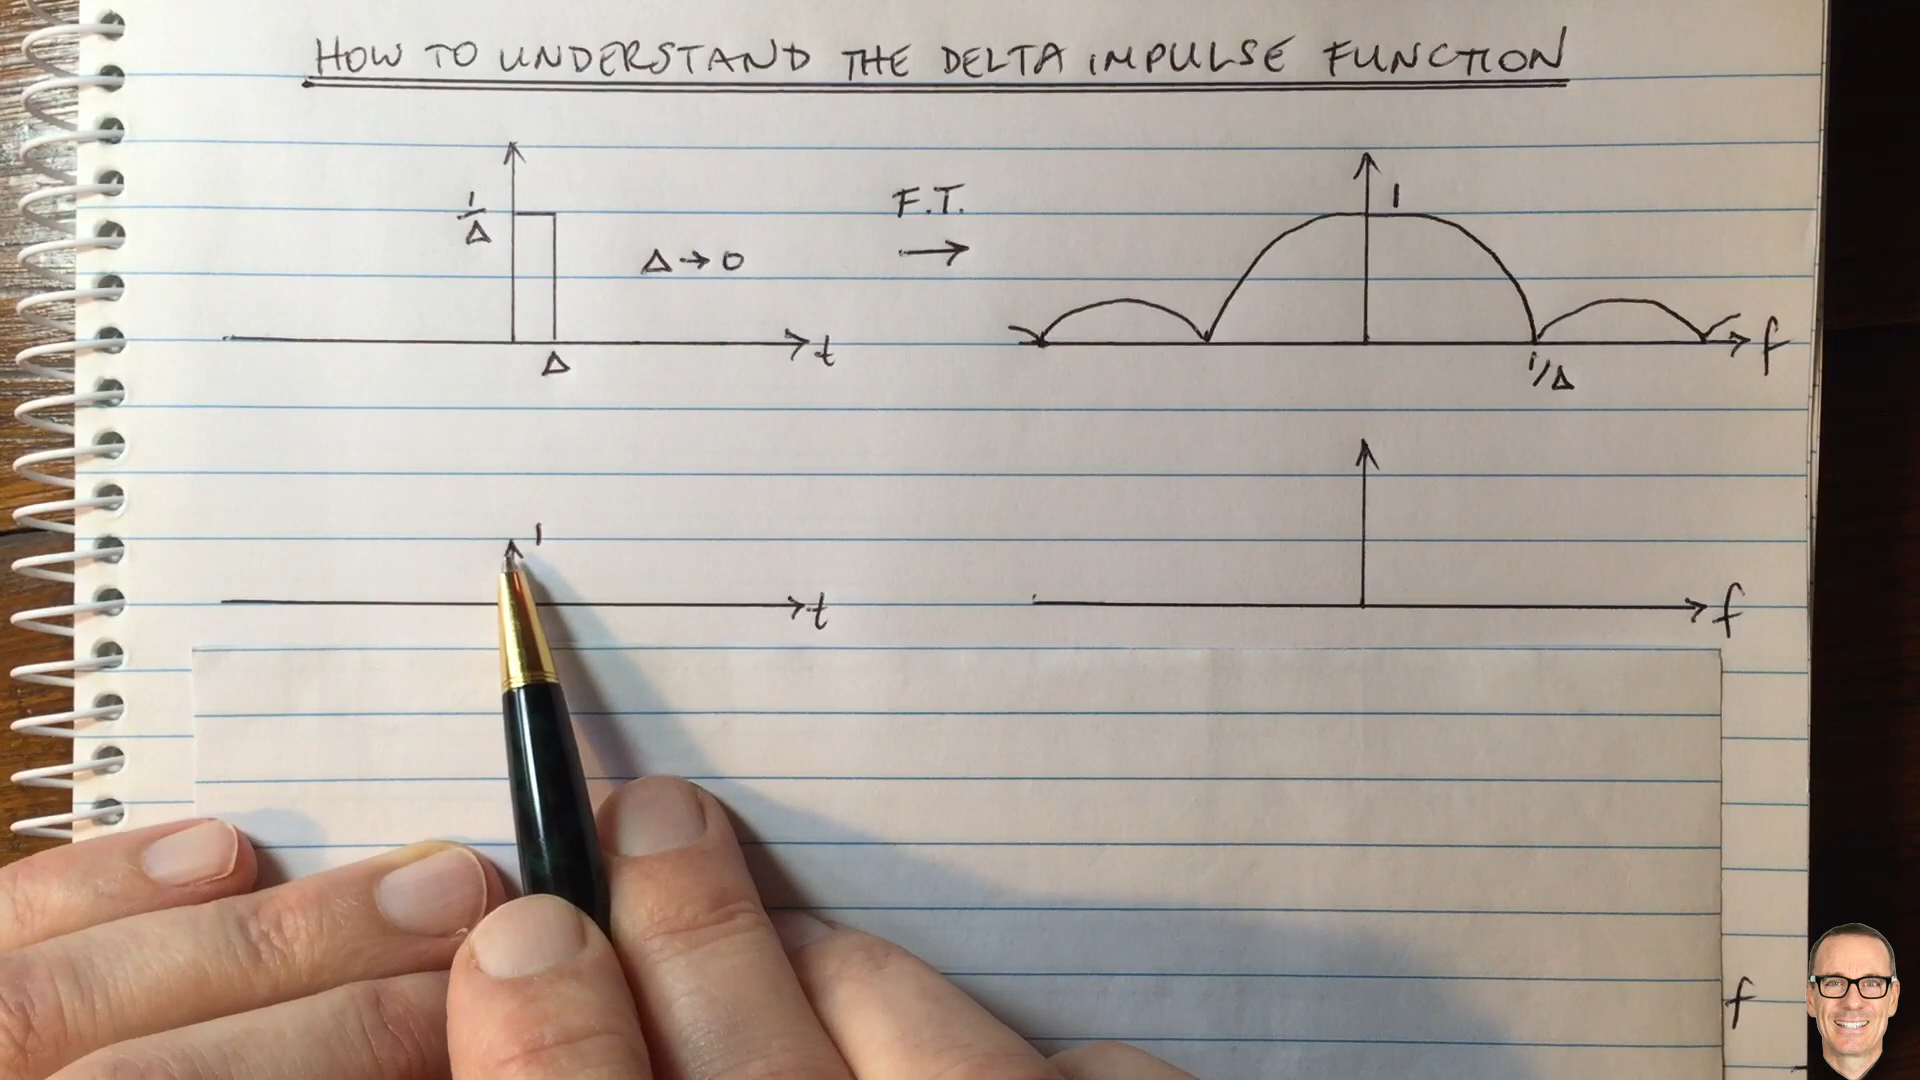 HOW TO UNDERSTAND THE DELTA IMPULSE FUNCTION
1/Δ
Δ→0
t
Δ
F.T.
→
1
f
1/Δ
1
t
f
f